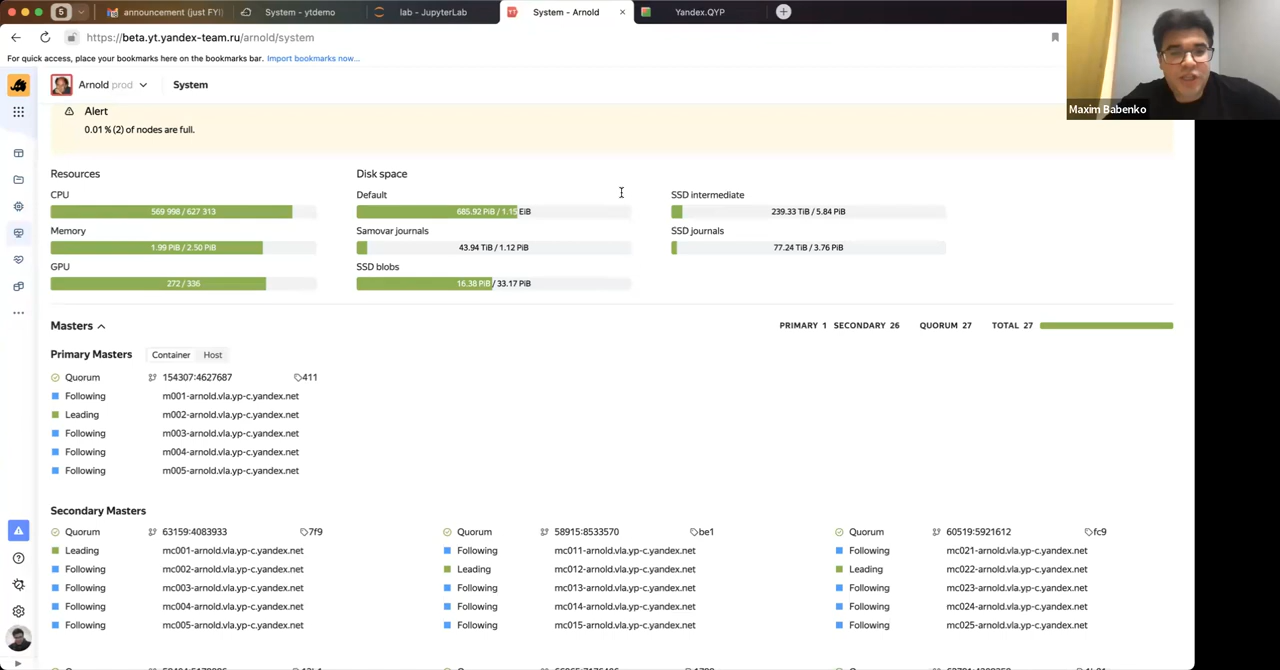 5
announcement (just FYI)
System - ytdemo
lab - JupyterLab
System - Arnold
Yandex.QYP
https://beta.yt.yandex-team.ru/arnold/system
For quick access, place your bookmarks here on the bookmarks bar. Import bookmarks now...
Arnold prod
System
Maxim Babenko
Alert
0.01 % (2) of nodes are full.
Resources
Disk space
CPU
Default
SSD intermediate
569 998 / 627 313
685.92 PiB / 1.15 EiB
239.33 TiB / 5.84 PiB
Memory
Samovar journals
SSD journals
1.99 PiB / 2.50 PiB
43.94 TiB / 1.12 PiB
77.24 TiB / 3.76 PiB
GPU
SSD blobs
272 / 336
16.38 PiB / 33.17 PiB
Masters
PRIMARY 1 SECONDARY 26 QUORUM 27 TOTAL 27
Primary Masters
Container
Host
Quorum 154307:4627687 411
Following m001-arnold.vla.yp-c.yandex.net
Leading m002-arnold.vla.yp-c.yandex.net
Following m003-arnold.vla.yp-c.yandex.net
Following m004-arnold.vla.yp-c.yandex.net
Following m005-arnold.vla.yp-c.yandex.net
Secondary Masters
Quorum 63159:4083933 7f9
Leading mc001-arnold.vla.yp-c.yandex.net
Following mc002-arnold.vla.yp-c.yandex.net
Following mc003-arnold.vla.yp-c.yandex.net
Following mc004-arnold.vla.yp-c.yandex.net
Following mc005-arnold.vla.yp-c.yandex.net
Quorum 58915:8533570 be1
Following mc011-arnold.vla.yp-c.yandex.net
Leading mc012-arnold.vla.yp-c.yandex.net
Following mc013-arnold.vla.yp-c.yandex.net
Following mc014-arnold.vla.yp-c.yandex.net
Following mc015-arnold.vla.yp-c.yandex.net
Quorum 60519:5921612 fc9
Following mc021-arnold.vla.yp-c.yandex.net
Leading mc022-arnold.vla.yp-c.yandex.net
Following mc023-arnold.vla.yp-c.yandex.net
Following mc024-arnold.vla.yp-c.yandex.net
Following mc025-arnold.vla.yp-c.yandex.net